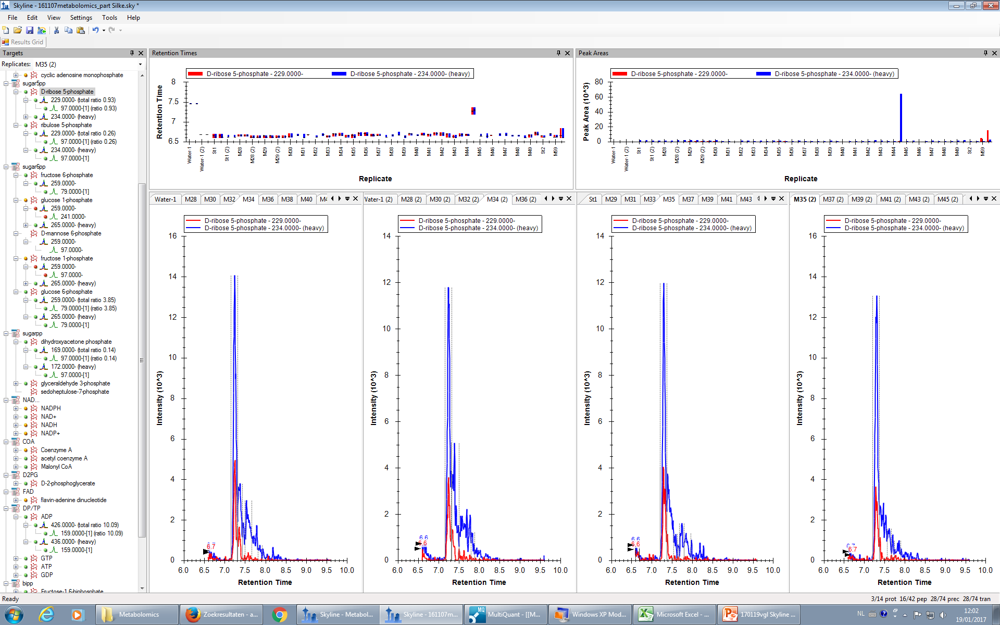 Skyline - 161107metabolomics_part Silke.sky *
File Edit View Settings Tools Help
Results Grid
Targets
Replicates: M35 (2)
cyclic adenosine monophosphate
sugar5pp
D-ribose 5-phosphate
229.0000- (total ratio 0.93)
97.0000-[1] (ratio 0.93)
234.0000- (heavy)
ribulose 5-phosphate
229.0000- (total ratio 0.26)
97.0000-[1] (ratio 0.26)
234.0000- (heavy)
97.0000-[1]
sugar6pp
fructose 6-phosphate
259.0000-
79.0000-[1]
glucose 1-phosphate
259.0000-
241.0000-
265.0000- (heavy)
D-mannose 6-phosphate
259.0000-
97.0000-
fructose 1-phosphate
259.0000-
97.0000-
265.0000- (heavy)
glucose 6-phosphate
259.0000- (total ratio 3.85)
79.0000-[1] (ratio 3.85)
265.0000- (heavy)
79.0000-[1]
sugarpp
dihydroxyacetone phosphate
169.0000- (total ratio 0.14)
97.0000-[1] (ratio 0.14)
172.0000- (heavy)
97.0000-[1]
glyceraldehyde 3-phosphate
sedoheptulose-7-phosphate
NAD...
NADPH
NAD+
NADH
NADP+
COA
Coenzyme A
acetyl coenzyme A
Malonyl CoA
D2PG
D-2-phosphoglycerate
FAD
flavin-adenine dinucleotide
DP/TP
ADP
426.0000- (total ratio 10.09)
159.0000-[1] (ratio 10.09)
436.0000- (heavy)
159.0000-[1]
GTP
ATP
GDP
bipp
Fructose-1,6-biphosphate
Retention Times
D-ribose 5-phosphate - 229.0000- D-ribose 5-phosphate - 234.0000- (heavy)
Retention Time
8
7.5
7
6.5
Water-1 Water-1 (2) St1 St1 (2) M28 M28 (2) M29 M29 (2) M30 M31 M32 M33 M34 M35 M36 M37 M38 M39 M40 M41 M42 M43 M44 M45 M46 M47 M48 M49 St2 M59
Replicate
Peak Areas
D-ribose 5-phosphate - 229.0000- D-ribose 5-phosphate - 234.0000- (heavy)
Peak Area (10^3)
80
60
40
20
0
Water-1 Water-1 (2) St1 St1 (2) M28 M28 (2) M29 M29 (2) M30 M31 M32 M33 M34 M35 M36 M37 M38 M39 M40 M41 M42 M43 M44 M45 M46 M47 M48 M49 St2 M59
Replicate
Water-1 M28 M30 M32 M34 M36 M38 M40
D-ribose 5-phosphate - 229.0000-
D-ribose 5-phosphate - 234.0000- (heavy)
Intensity (10^3)
16
14
12
10
8
6
4
2
0
6.7
6.0 6.5 7.0 7.5 8.0 8.5 9.0 9.5 10.0
Retention Time
Water-1 (2) M28 (2) M30 (2) M32 (2) M34 (2) M36 (2)
D-ribose 5-phosphate - 229.0000-
D-ribose 5-phosphate - 234.0000- (heavy)
Intensity (10^3)
14
12
10
8
6
4
2
0
6.6
6.6
6.0 6.5 7.0 7.5 8.0 8.5 9.0 9.5 10.0
Retention Time
St1 M29 M31 M33 M35 M37 M39 M41 M43
D-ribose 5-phosphate - 229.0000-
D-ribose 5-phosphate - 234.0000- (heavy)
Intensity (10^3)
14
12
10
8
6
4
2
0
6.6
6.6
6.0 6.5 7.0 7.5 8.0 8.5 9.0 9.5 10.0
Retention Time
M35 (2) M37 (2) M39 (2) M41 (2) M43 (2) M45 (2)
D-ribose 5-phosphate - 229.0000-
D-ribose 5-phosphate - 234.0000- (heavy)
Intensity (10^3)
16
14
12
10
8
6
4
2
0
6.7
6.7
6.0 6.5 7.0 7.5 8.0 8.5 9.0 9.5 10.0
Retention Time
Ready 3/14 prot 16/42 pep 28/74 prec 28/74 tran
Metabolomics Zoekresultaten - a... Skyline - Metabol... Skyline - 161107m... MQ MultiQuant - [[M... Windows XP Mod... Microsoft Excel - ... 170119vgl Skyline ... NL 12:02
19/01/2017